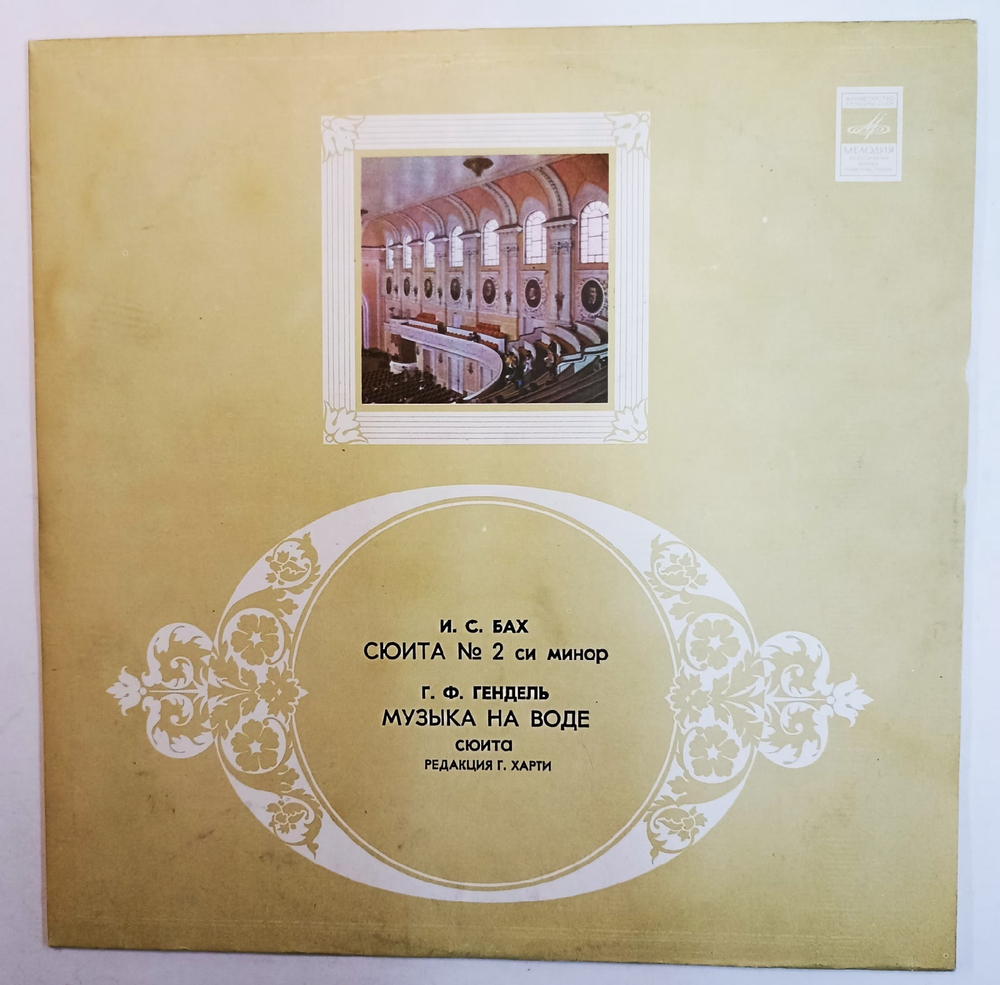 МЕЛОДИЯ
И. С. БАХ
СЮИТА № 2 си минор
Г. Ф. ГЕНДЕЛЬ
МУЗЫКА НА ВОДЕ
сюита
РЕДАКЦИЯ Г. ХАРТИ